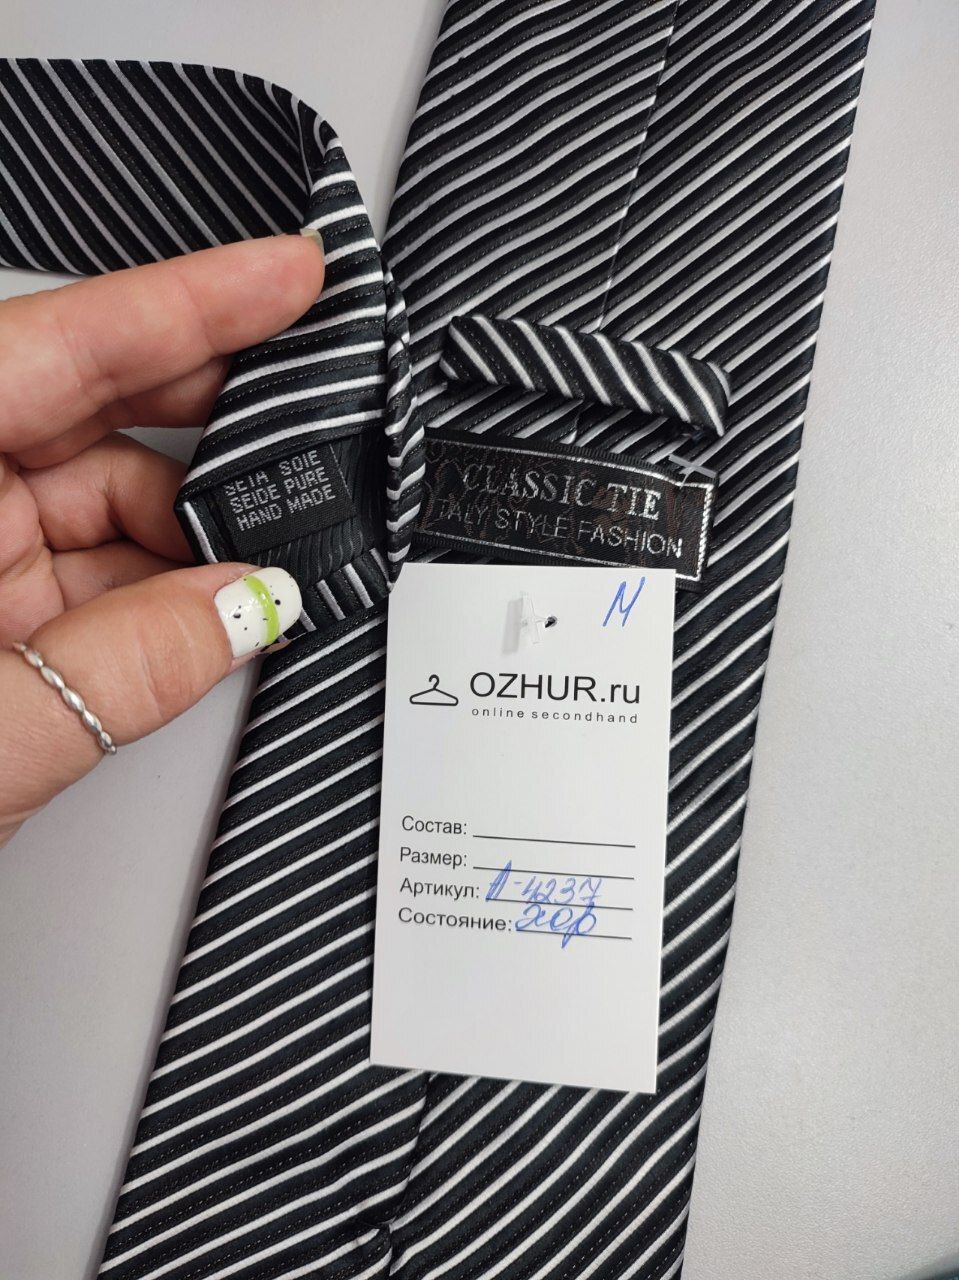 SETA SOIE
SEIDE PURE
HAND MADE
CLASSIC TIE
ITALY STYLE FASHION
М
OZHUR.ru
online secondhand
Состав:
Размер:
Артикул: Л-4237
Состояние: хор